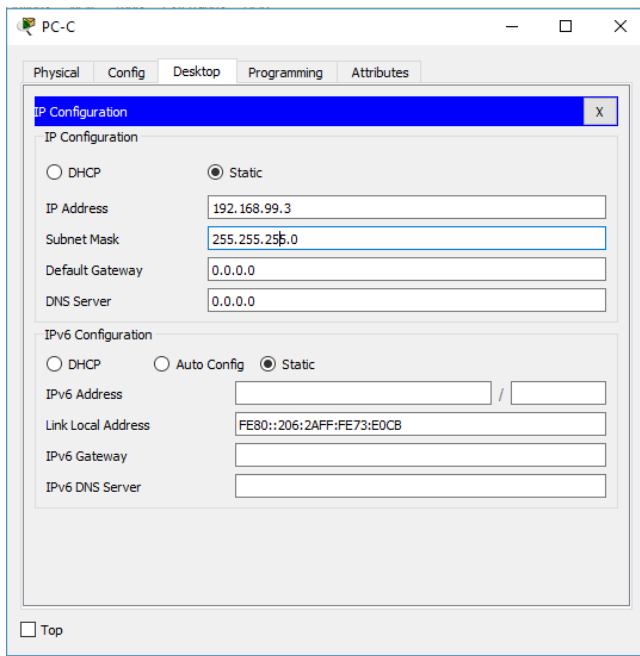 PC-C
Physical Config Desktop Programming Attributes
IP Configuration X
IP Configuration
DHCP Static
IP Address 192.168.99.3
Subnet Mask 255.255.255.0
Default Gateway 0.0.0.0
DNS Server 0.0.0.0
IPv6 Configuration
DHCP Auto Config Static
IPv6 Address /
Link Local Address FE80::206:2AFF:FE73:E0CB
IPv6 Gateway
IPv6 DNS Server
Top